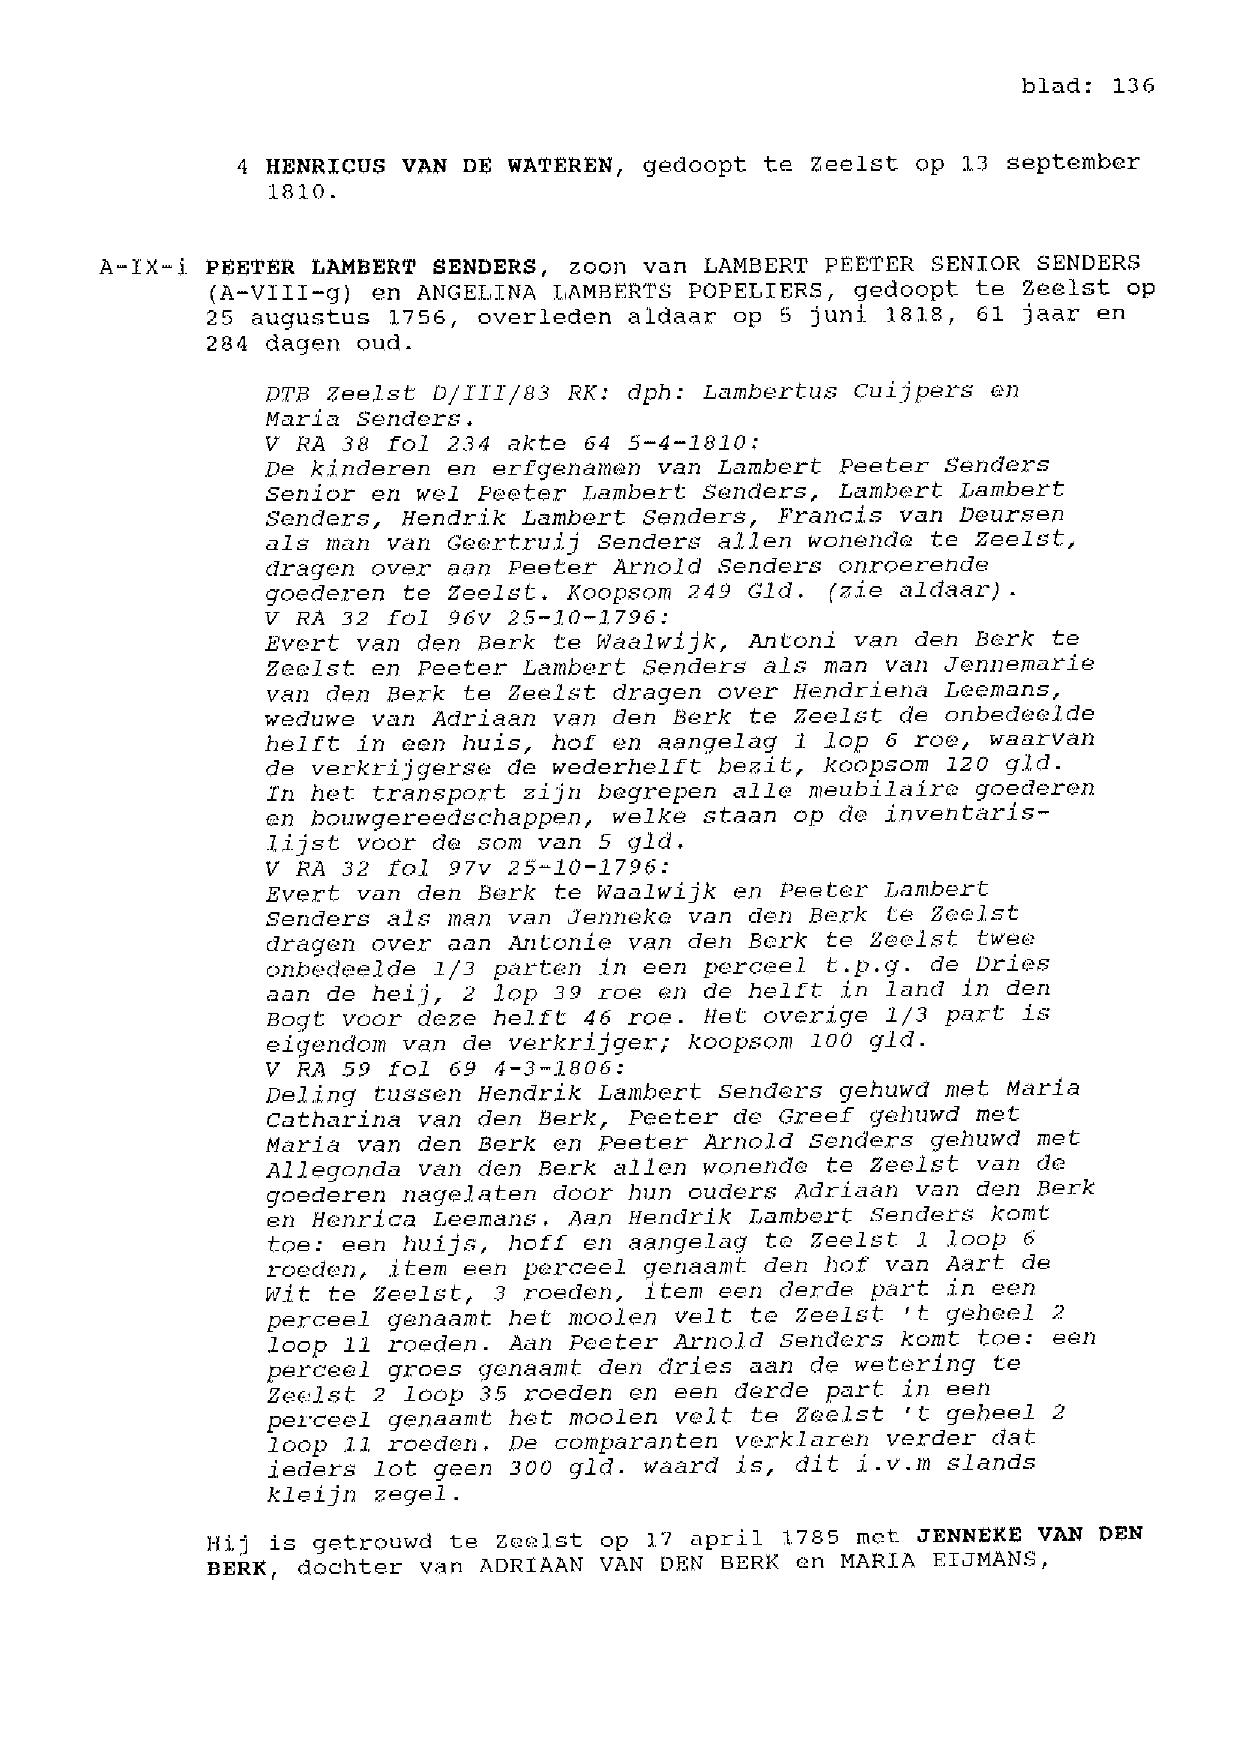 blad: 136
4 HENRICUS VAN DE WATEREN, gedoopt te Zeelst op 13 september
1810.
A-IX-i PEETER LAMBERT SENDERS, zoon van LAMBERT PEETER SENIOR SENDERS
(A-VIII-g) en ANGELINA LAMBERTS POPELIERS, gedoopt te Zeelst op
25 augustus 1756, overleden aldaar op 5 juni 1818, 61 jaar en
284 dagen oud.
DTB Zeelst D/III/83 RK: dph: Lambertus Cuijpers en
Maria Senders.
V RA 38 fol 234 akte 64 5-4-1810:
De kinderen en erfgenamen van Lambert Peeter Senders
Senior en wel Peeter Lambert Senders, Lambert Lambert
Senders, Hendrik Lambert Senders, Francis van Deursen
als man van Geertruij Senders allen wonende te Zeelst,
dragen over aan Peeter Arnold Senders onroerende
goederen te Zeelst. Koopsom 249 Gld. (zie aldaar).
V RA 32 fol 96v 25-10-1796:
Evert van den Berk te Waalwijk, Antoni van den Berk te
Zeelst en Peeter Lambert Senders als man van Jennemarie
van den Berk te Zeelst dragen over Hendriena Leemans,
weduwe van Adriaan van den Berk te Zeelst de onbedeelde
helft in een huis, hof en aangelag 1 lop 6 roe, waarvan
de verkrijgerse de wederhelft bezit, koopsom 120 gld.
In het transport zijn begrepen alle meubilaire goederen
en bouwgereedschappen, welke staan op de inventaris-
lijst voor de som van 5 gld.
V RA 32 fol 97v 25-10-1796:
Evert van den Berk te Waalwijk en Peeter Lambert
Senders als man van Jenneke van den Berk te Zeelst
dragen over aan Antonie van den Berk te Zeelst twee
onbedeelde 1/3 parten in een perceel t.p.g. de Dries
aan de heij, 2 lop 39 roe en de helft in land in den
Bogt voor deze helft 46 roe. Het overige 1/3 part is
eigendom van de verkrijger; koopsom 100 gld.
V RA 59 fol 69 4-3-1806:
Deling tussen Hendrik Lambert Senders gehuwd met Maria
Catharina van den Berk, Peeter de Greef gehuwd met
Maria van den Berk en Peeter Arnold Senders gehuwd met
Allegonda van den Berk allen wonende te Zeelst van de
goederen nagelaten door hun ouders Adriaan van den Berk
en Henrica Leemans. Aan Hendrik Lambert Senders komt
toe: een huijs, hoff en aangelag te Zeelst 1 loop 6
roeden, item een perceel genaamt den hof van Aart de
Wit te Zeelst, 3 roeden, item een derde part in een
perceel genaamt het moolen velt te Zeelst 't geheel 2
loop 11 roeden. Aan Peeter Arnold Senders komt toe: een
perceel groes genaamt den dries aan de wetering te
Zeelst 2 loop 35 roeden en een derde part in een
perceel genaamt het moolen velt te Zeelst 't geheel 2
loop 11 roeden. De comparanten verklaren verder dat
ieders lot geen 300 gld. waard is, dit i.v.m slands
kleijn zegel.
Hij is getrouwd te Zeelst op 17 april 1785 met JENNEKE VAN DEN
BERK, dochter van ADRIAAN VAN DEN BERK en MARIA EIJMANS,